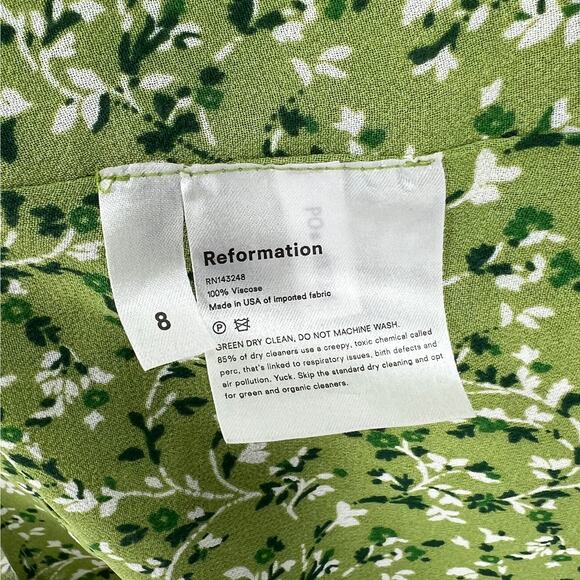 8
Reformation
RN143248
100% Viscose
Made in USA of imported fabric
P
GREEN DRY CLEAN, DO NOT MACHINE WASH.
85% of dry cleaners use a creepy, toxic chemical called
perc, that's linked to respiratory issues, birth defects and
air pollution. Yuck. Skip the standard dry cleaning and opt
for green and organic cleaners.